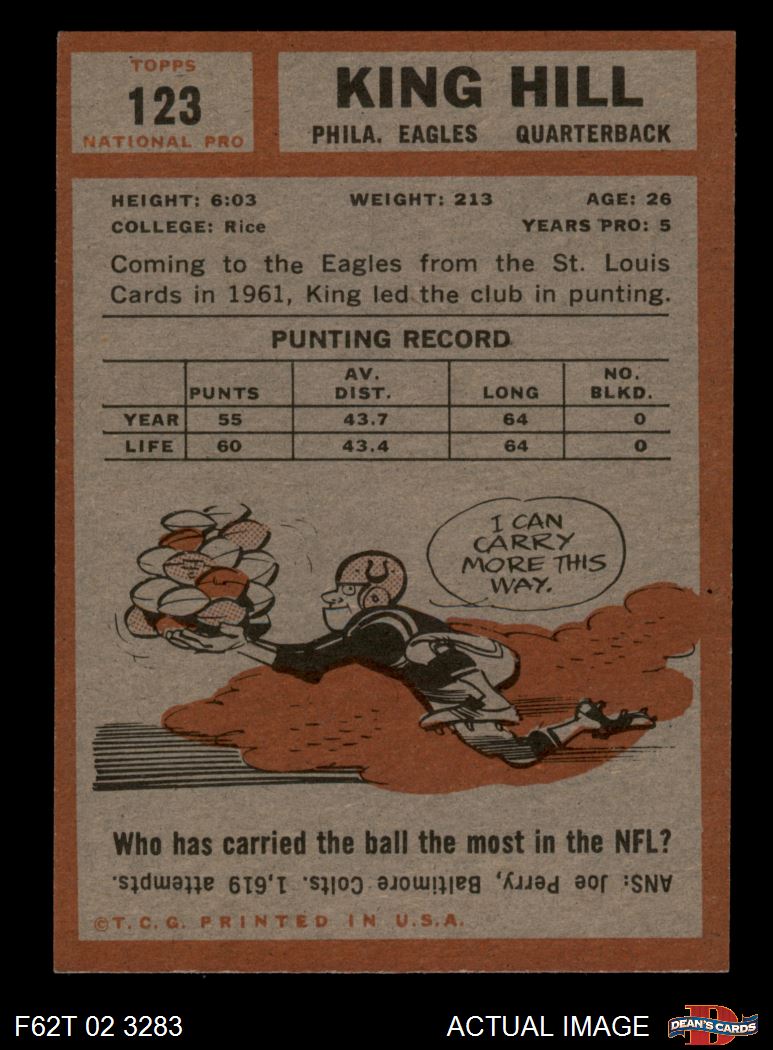 TOPPS
123
NATIONAL PRO
KING HILL
PHILA. EAGLES QUARTERBACK
HEIGHT: 6:03 WEIGHT: 213 AGE: 26
COLLEGE: Rice YEARS PRO: 5
Coming to the Eagles from the St. Louis
Cards in 1961, King led the club in punting.
PUNTING RECORD
PUNTS AV. DIST. LONG NO. BLKD.
YEAR 55 43.7 64 0
LIFE 60 43.4 64 0
I CAN
CARRY
MORE THIS
WAY.
Who has carried the ball the most in the NFL?
ANS: Joe Perry, Baltimore Colts. 1,619 attempts.
©T.C.G. PRINTED IN U.S.A.
F62T 02 3283 ACTUAL IMAGE
D
DEAN'S CARDS